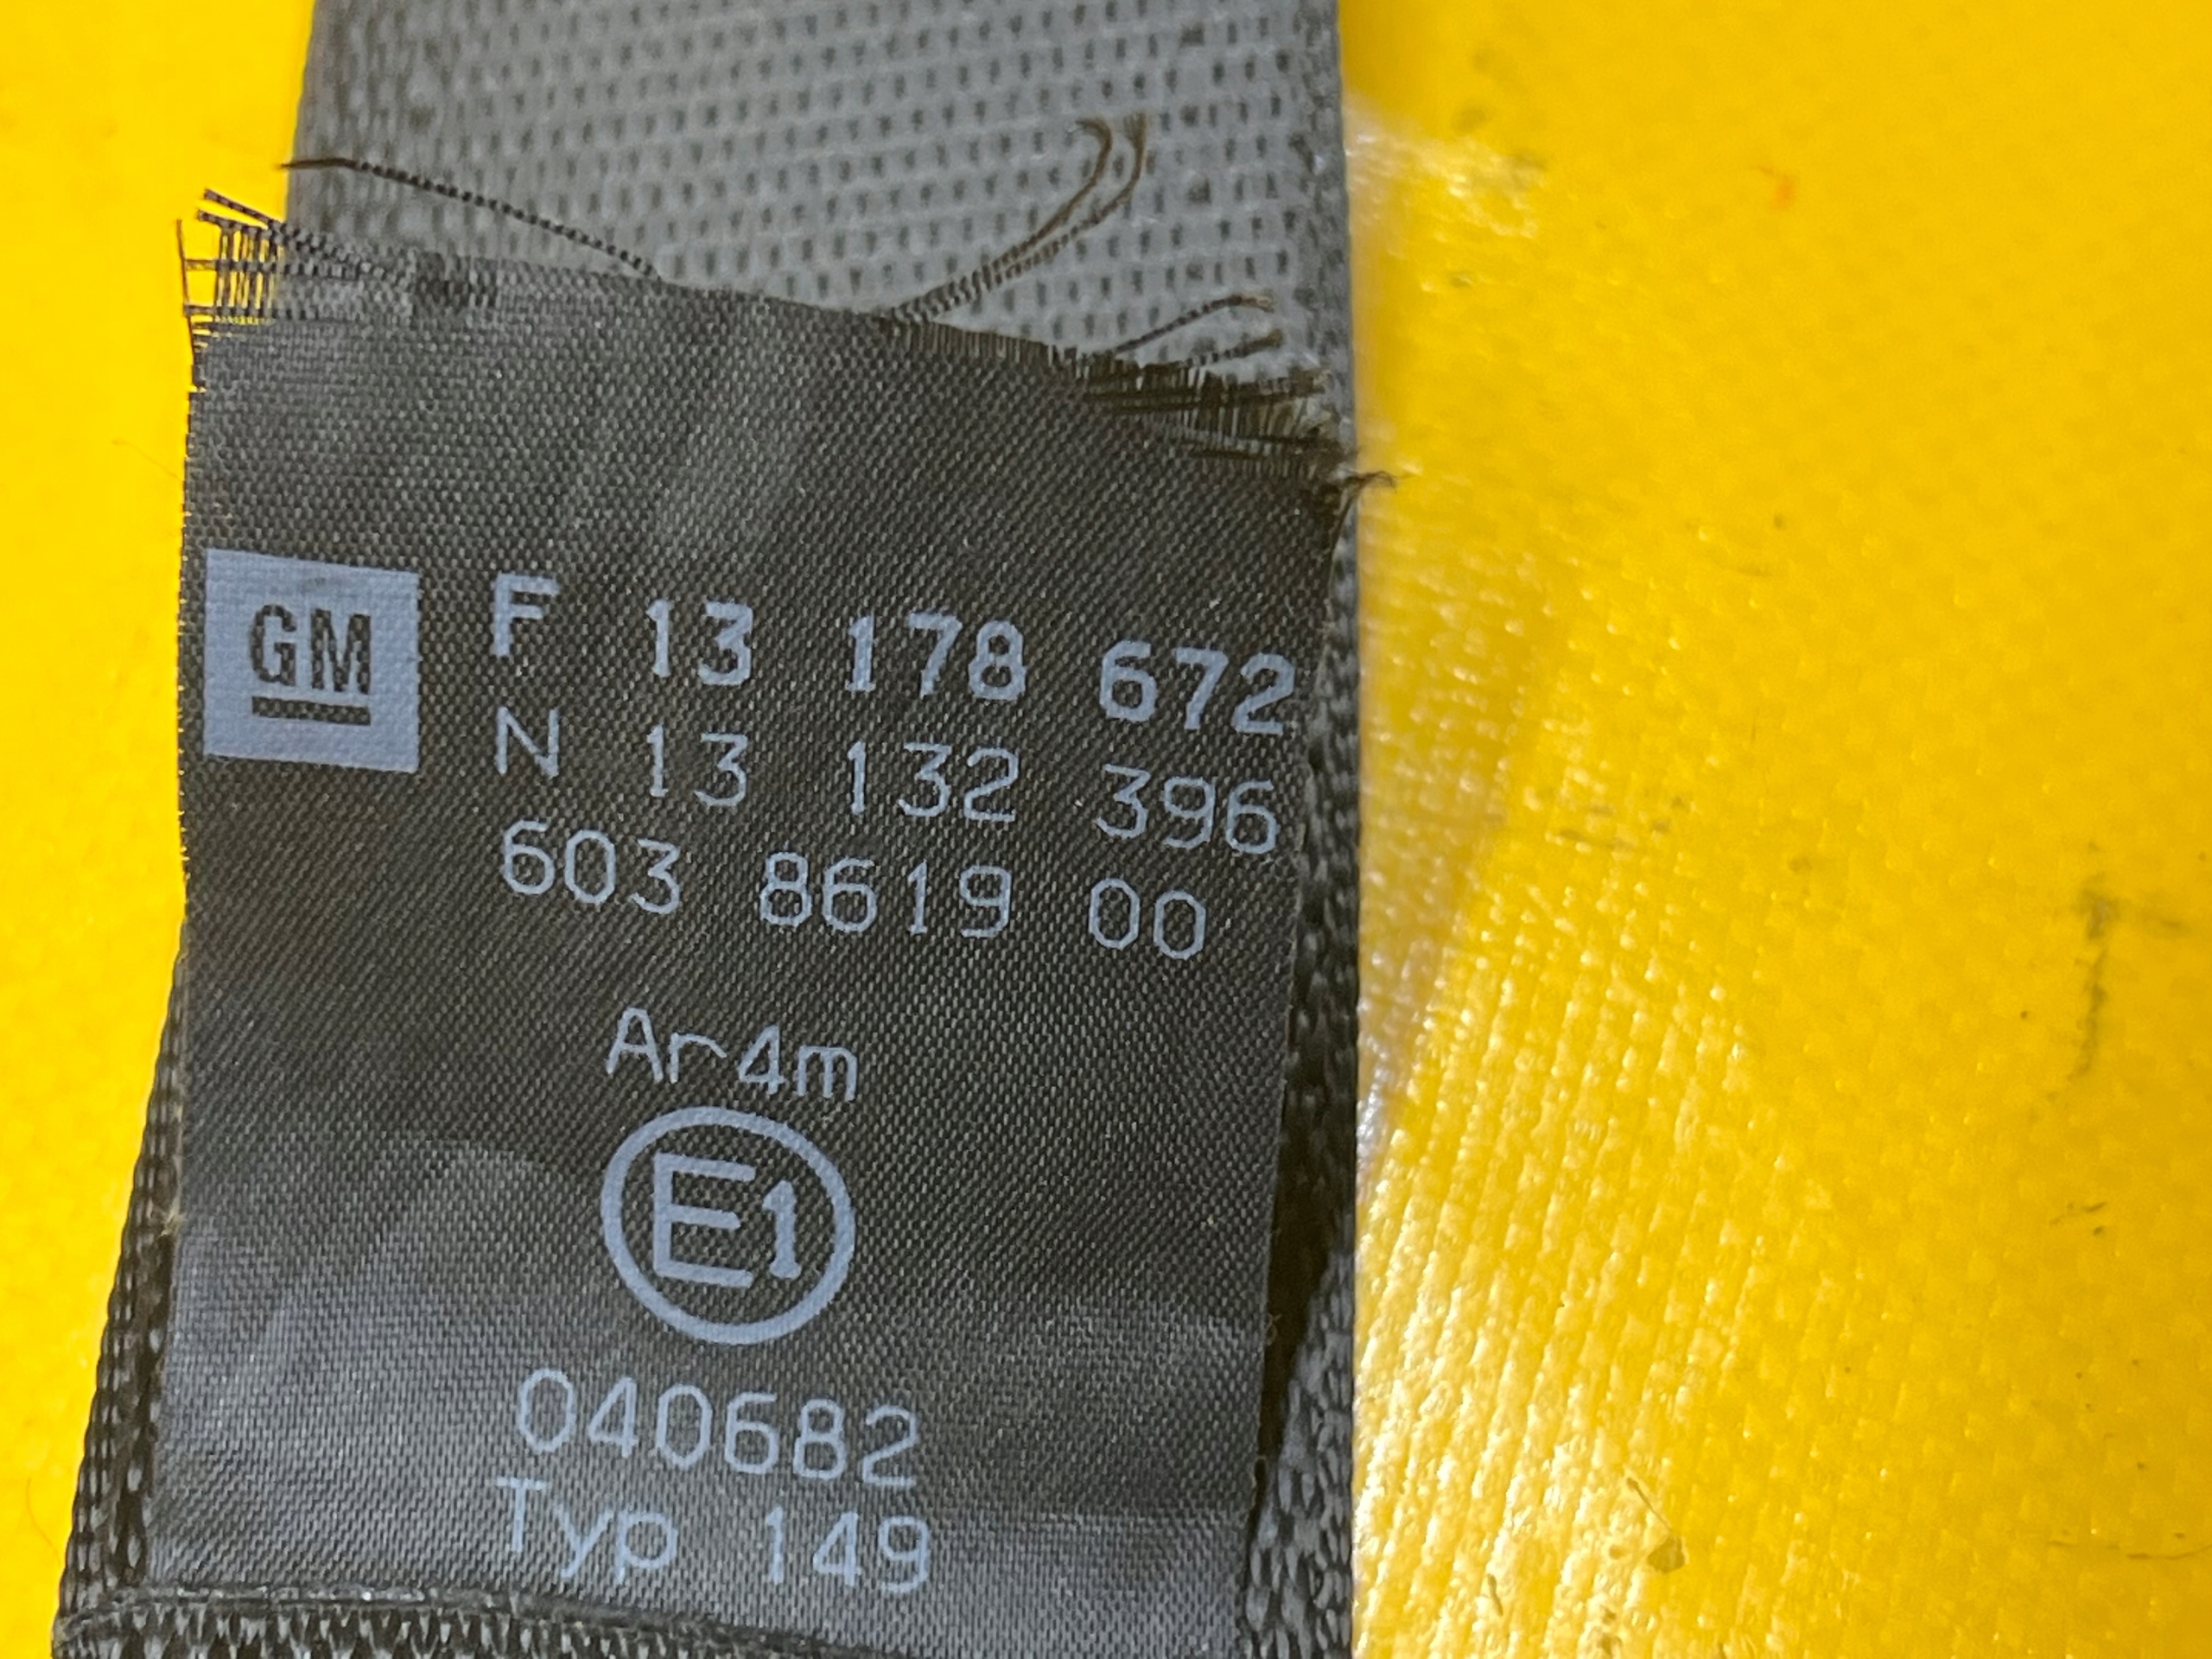 GM
F 13 178 672
N 13 132 396
603 8619 00
Ar4m
E1
040682
Typ 149